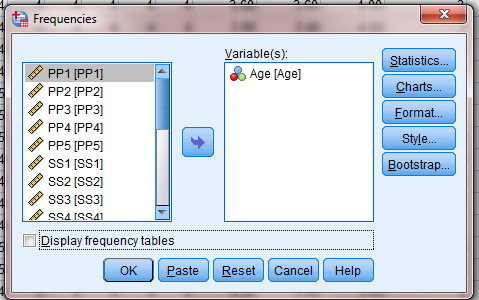 Frequencies
Variable(s):
PP1 [PP1]
PP2 [PP2]
PP3 [PP3]
PP4 [PP4]
PP5 [PP5]
SS1 [SS1]
SS2 [SS2]
SS3 [SS3]
SS4 [SS4]
Age [Age]
Statistics...
Charts...
Format...
Style...
Bootstrap...
Display frequency tables
OK Paste Reset Cancel Help